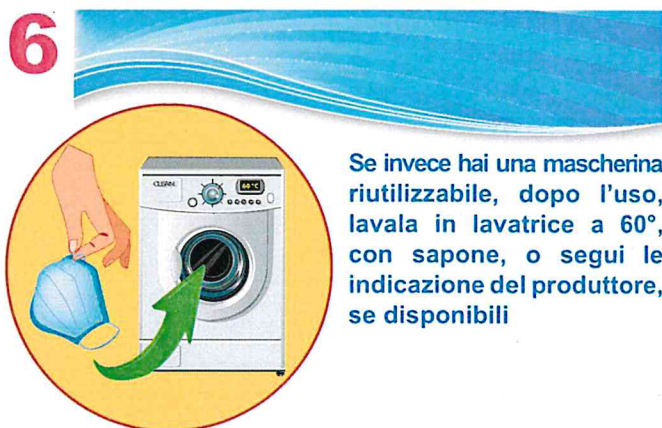 6
CLEAN
60 °C
Se invece hai una mascherina
riutilizzabile, dopo l'uso,
lavala in lavatrice a 60°,
con sapone, o segui le
indicazione del produttore,
se disponibili